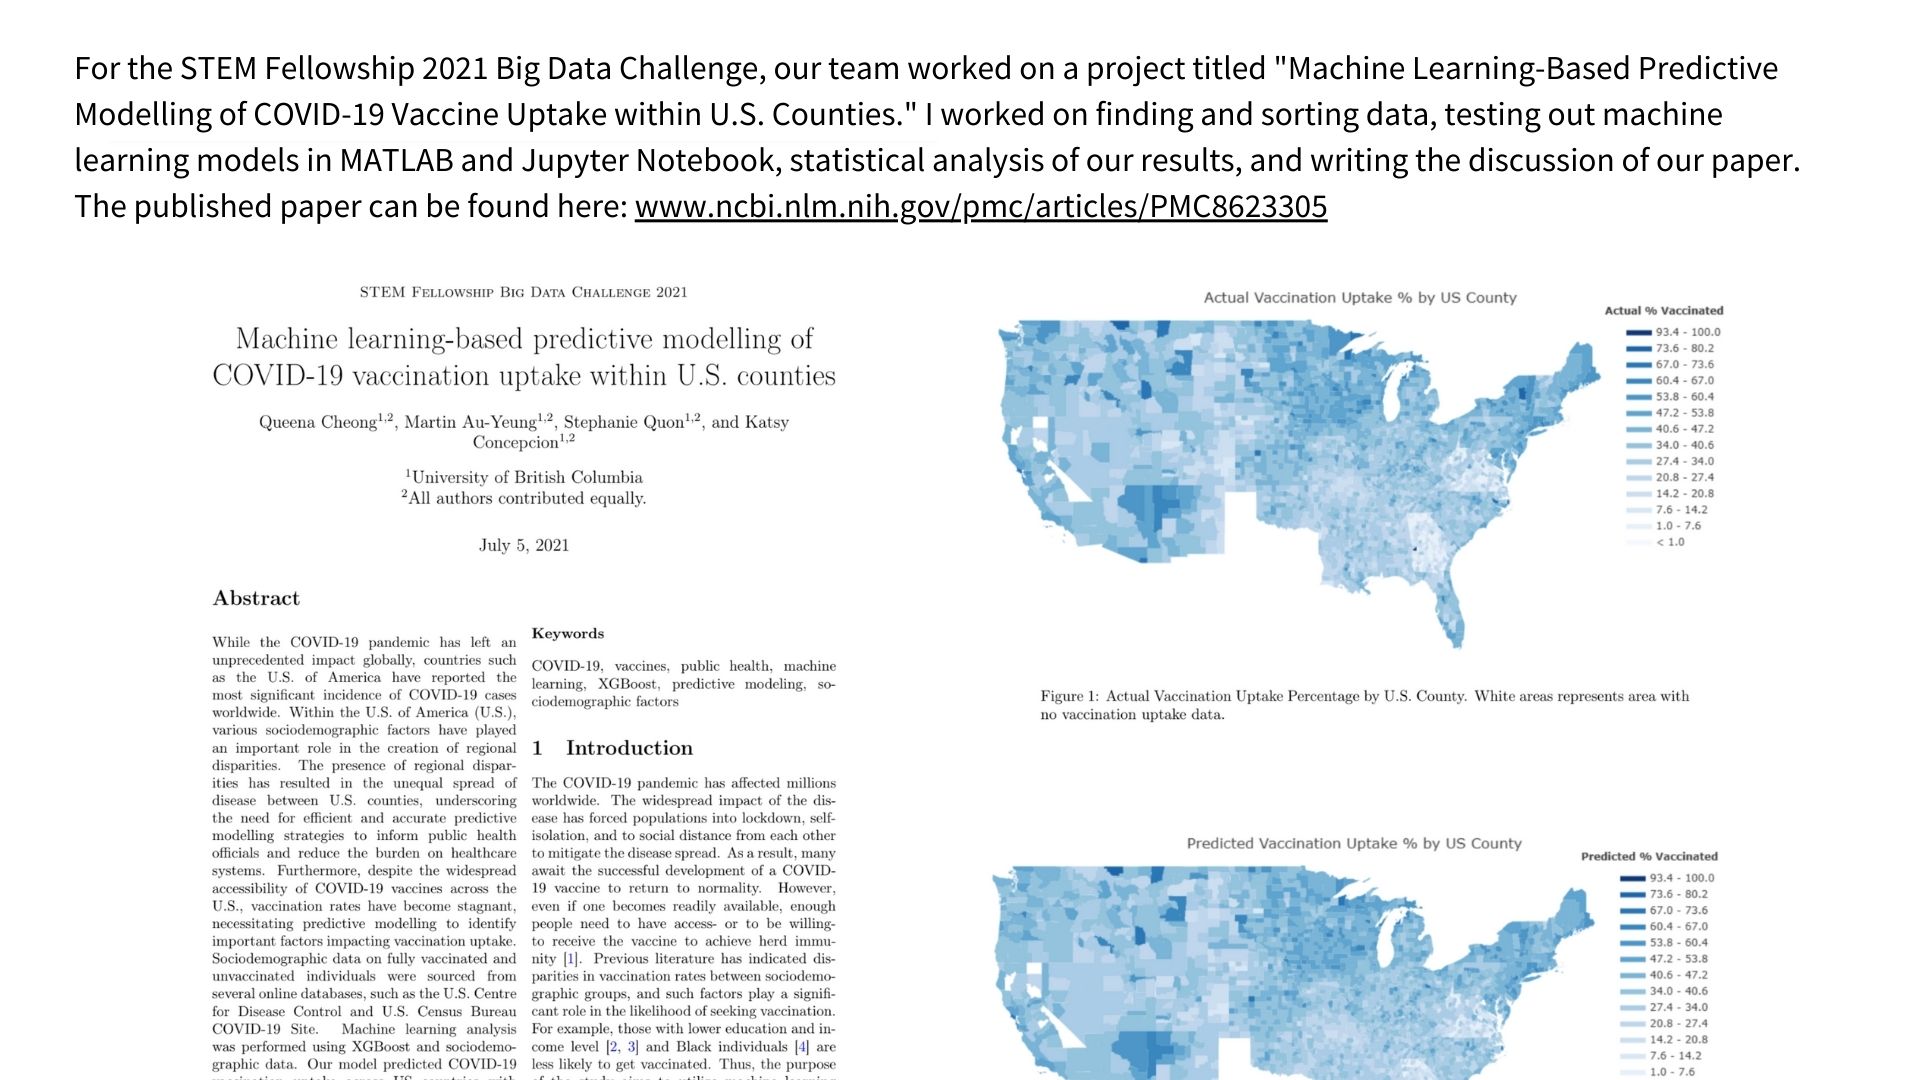 For the STEM Fellowship 2021 Big Data Challenge, our team worked on a project titled "Machine Learning-Based Predictive
Modelling of COVID-19 Vaccine Uptake within U.S. Counties." I worked on finding and sorting data, testing out machine
learning models in MATLAB and Jupyter Notebook, statistical analysis of our results, and writing the discussion of our paper.
The published paper can be found here: www.ncbi.nlm.nih.gov/pmc/articles/PMC8623305
STEM Fellowship Big Data Challenge 2021
Machine learning-based predictive modelling of
COVID-19 vaccination uptake within U.S. counties
Queena Cheong1,2, Martin Au-Yeung1,2, Stephanie Quon1,2, and Katsy
Concepcion1,2
1University of British Columbia
2All authors contributed equally.
July 5, 2021
Abstract
While the COVID-19 pandemic has left an
unprecedented impact globally, countries such
as the U.S. of America have reported the
most significant incidence of COVID-19 cases
worldwide. Within the U.S. of America (U.S.),
various sociodemographic factors have played
an important role in the creation of regional
disparities. The presence of regional dispar-
ities has resulted in the unequal spread of
disease between U.S. counties, underscoring
the need for efficient and accurate predictive
modelling strategies to inform public health
officials and reduce the burden on healthcare
systems. Furthermore, despite the widespread
accessibility of COVID-19 vaccines across the
U.S., vaccination rates have become stagnant,
necessitating predictive modelling to identify
important factors impacting vaccination uptake.
Sociodemographic data on fully vaccinated and
unvaccinated individuals were sourced from
several online databases, such as the U.S. Centre
for Disease Control and U.S. Census Bureau
COVID-19 Site. Machine learning analysis
was performed using XGBoost and sociodemo-
graphic data. Our model predicted COVID-19
Keywords
COVID-19, vaccines, public health, machine
learning, XGBoost, predictive modeling, so-
ciodemographic factors
1 Introduction
The COVID-19 pandemic has affected millions
worldwide. The widespread impact of the dis-
ease has forced populations into lockdown, self-
isolation, and to social distance from each other
to mitigate the disease spread. As a result, many
await the successful development of a COVID-
19 vaccine to return to normality. However,
even if one becomes readily available, enough
people need to have access- or to be willing-
to receive the vaccine to achieve herd immu-
nity [1]. Previous literature has indicated dis-
parities in vaccination rates between sociodemo-
graphic groups, and such factors play a signifi-
cant role in the likelihood of seeking vaccination.
For example, those with lower education and in-
come level [2, 3] and Black individuals [4] are
less likely to get vaccinated. Thus, the purpose
Actual Vaccination Uptake % by US County
Actual % Vaccinated
93.4 - 100.0
73.6 - 80.2
67.0 - 73.6
60.4 - 67.0
53.8 - 60.4
47.2 - 53.8
40.6 - 47.2
34.0 - 40.6
27.4 - 34.0
20.8 - 27.4
14.2 - 20.8
7.6 - 14.2
1.0 - 7.6
< 1.0
Figure 1: Actual Vaccination Uptake Percentage by U.S. County. White areas represents area with
no vaccination uptake data.
Predicted Vaccination Uptake % by US County
Predicted % Vaccinated
93.4 - 100.0
73.6 - 80.2
67.0 - 73.6
60.4 - 67.0
53.8 - 60.4
47.2 - 53.8
40.6 - 47.2
34.0 - 40.6
27.4 - 34.0
20.8 - 27.4
14.2 - 20.8
7.6 - 14.2
1.0 - 7.6